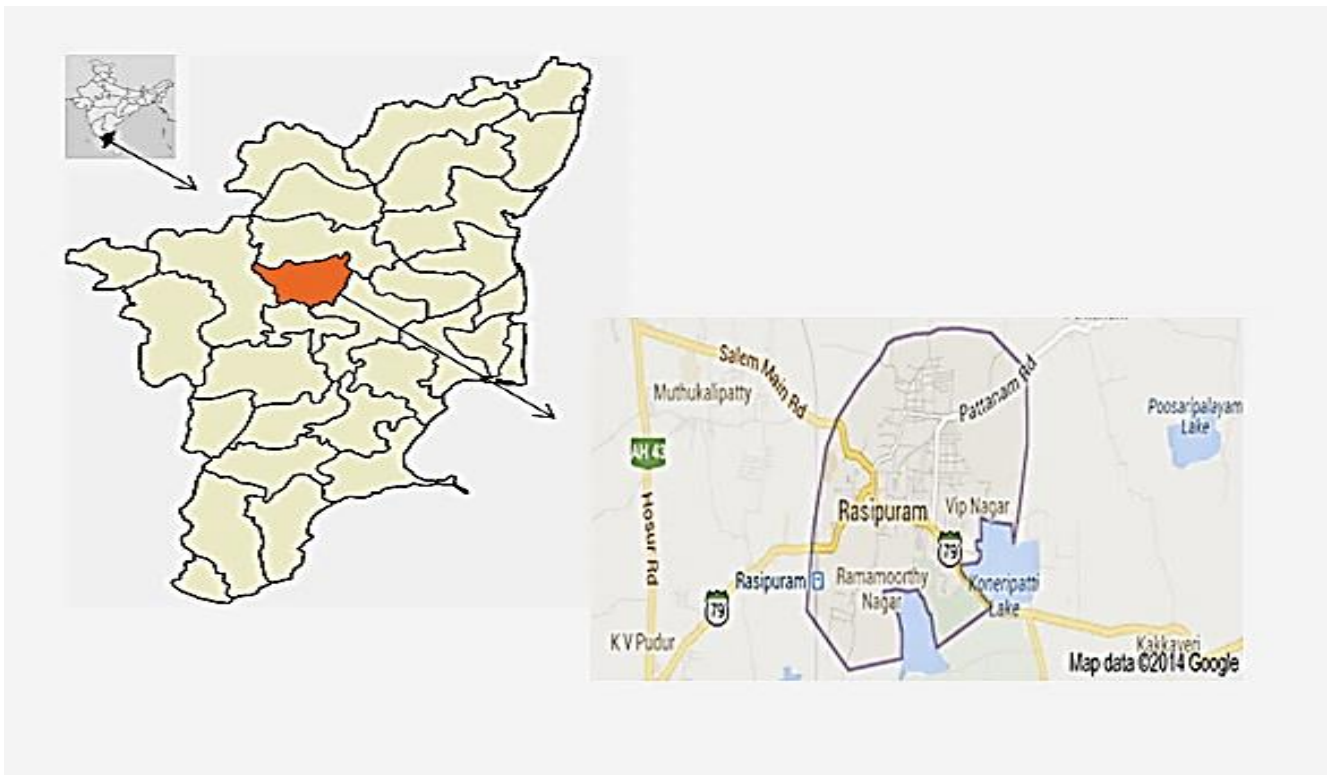 Salem Main Rd
Muthukalipatty
Pattanam Rd
Poosaripalayam
Lake
AH 43
Hosur Rd
Rasipuram
Vip Nagar
79
Rasipuram
Ramamoorthy
Nagar
Koneripatti
Lake
79
K V Pudur
Kakkaveri
Map data ©2014 Google